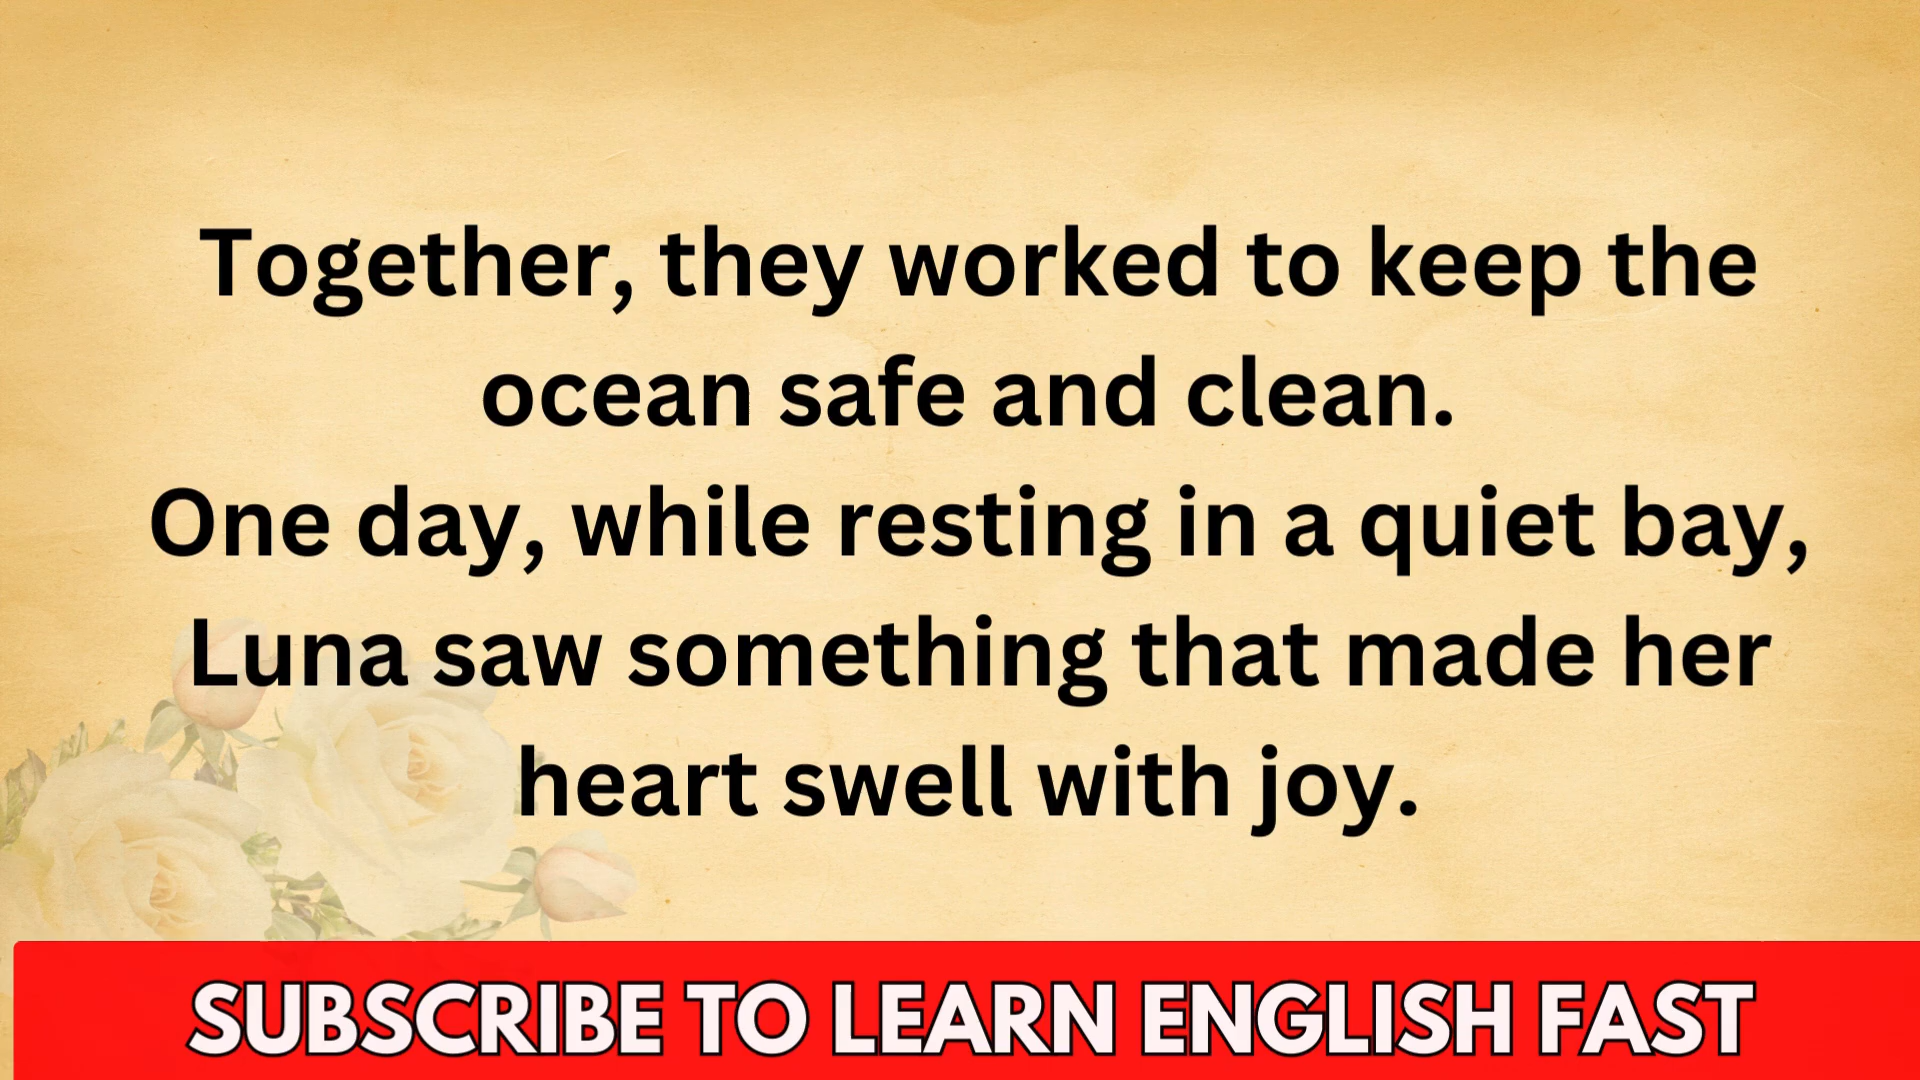 Together, they worked to keep the
ocean safe and clean.
One day, while resting in a quiet bay,
Luna saw something that made her
heart swell with joy.
SUBSCRIBE TO LEARN ENGLISH FAST